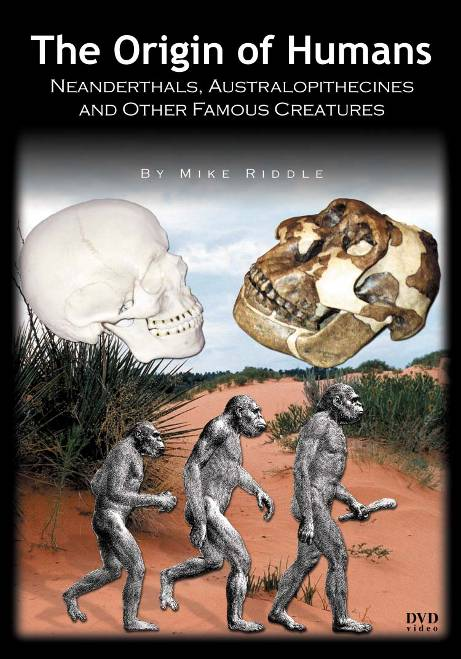 The Origin of Humans
Neanderthals, Australopithecines
and Other Famous Creatures
By Mike Riddle
DVD
video